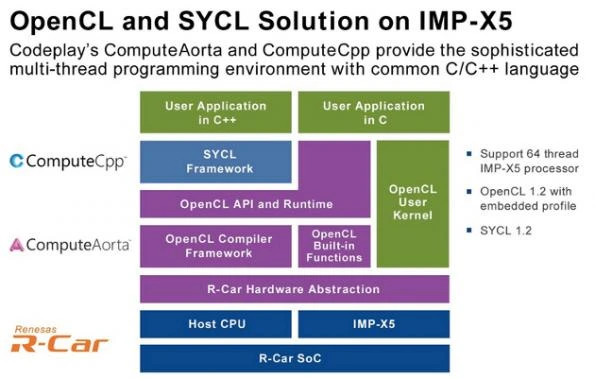 OpenCL and SYCL Solution on IMP-X5
Codeplay's ComputeAorta and ComputeCpp provide the sophisticated
multi-thread programming environment with common C/C++ language
User Application
in C++
User Application
in C
ComputeCpp™
SYCL
Framework
OpenCL API and Runtime
OpenCL
User
Kernel
ComputeAorta™
OpenCL Compiler
Framework
OpenCL
Built-in
Functions
R-Car Hardware Abstraction
Renesas
R-Car
Host CPU
IMP-X5
R-Car SoC
▪ Support 64 thread
IMP-X5 processor
▪ OpenCL 1.2 with
embedded profile
▪ SYCL 1.2